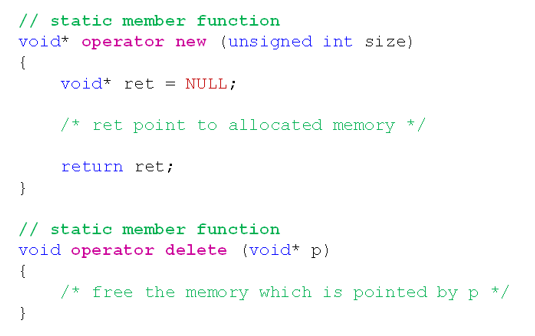 // static member function
void* operator new (unsigned int size)
{
void* ret = NULL;
/* ret point to allocated memory */
return ret;
}
// static member function
void operator delete (void* p)
{
/* free the memory which is pointed by p */
}